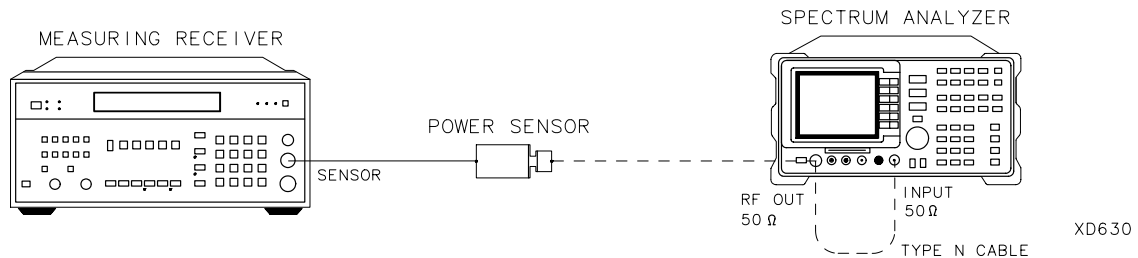 SPECTRUM ANALYZER
MEASURING RECEIVER
POWER SENSOR
SENSOR
RF OUT
50 Ω
INPUT
50 Ω
TYPE N CABLE
XD630